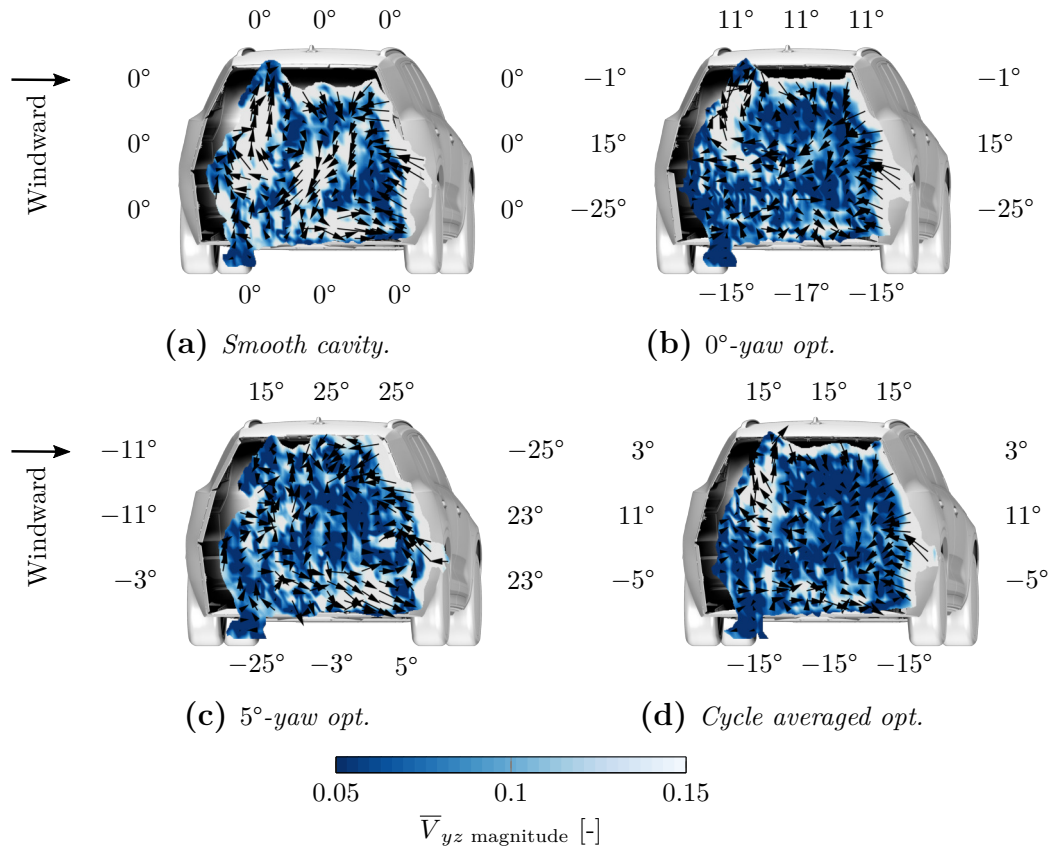 0° 0° 0° 11° 11° 11°
Windward
0° 0° −1° −1°
0° 0° 15° 15°
0° 0° −25° −25°
0° 0° 0° −15° −17° −15°
(a) Smooth cavity. (b) 0°-yaw opt.
15° 25° 25° 15° 15° 15°
Windward
−11° −25° 3° 3°
−11° 23° 11° 11°
−3° 23° −5° −5°
−25° −3° 5° −15° −15° −15°
(c) 5°-yaw opt. (d) Cycle averaged opt.
0.05 0.1 0.15
V̅yz magnitude [-]